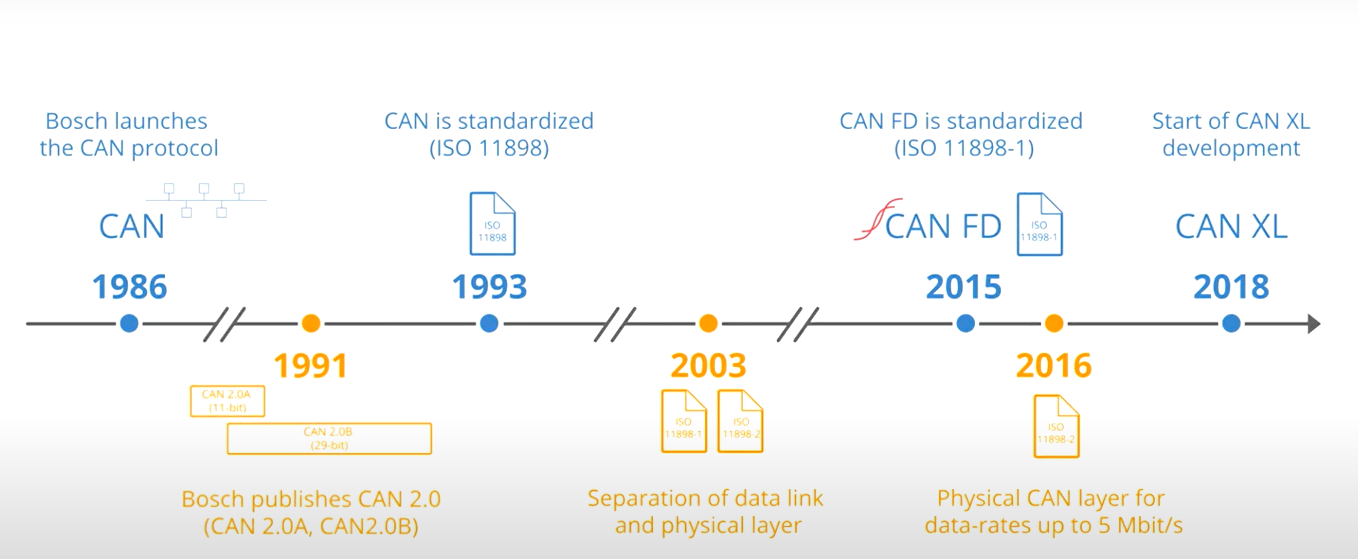 Bosch launches
the CAN protocol
CAN
1986
CAN is standardized
(ISO 11898)
ISO
11898
1993
CAN FD is standardized
(ISO 11898-1)
CAN FD
ISO
11898-1
2015
Start of CAN XL
development
CAN XL
2018
1991
CAN 2.0A
(11-bit)
CAN 2.0B
(29-bit)
Bosch publishes CAN 2.0
(CAN 2.0A, CAN2.0B)
2003
ISO
11898-1
ISO
11898-2
Separation of data link
and physical layer
2016
ISO
11898-2
Physical CAN layer for
data-rates up to 5 Mbit/s